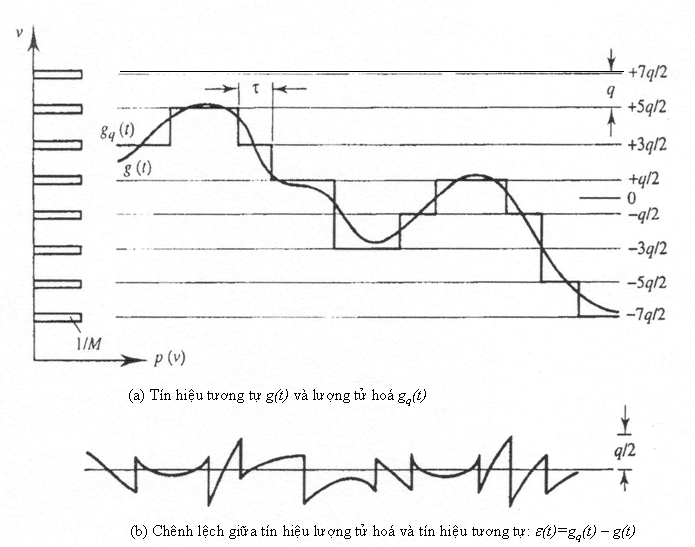 v
+7q/2
q
τ
+5q/2
g_q(t)
+3q/2
g(t)
+q/2
0
−q/2
−3q/2
−5q/2
−7q/2
1/M
p(v)
(a) Tín hiệu tương tự g(t) và lượng tử hoá g_q(t)
q/2
(b) Chênh lệch giữa tín hiệu lượng tử hoá và tín hiệu tương tự: ε(t)=g_q(t) – g(t)